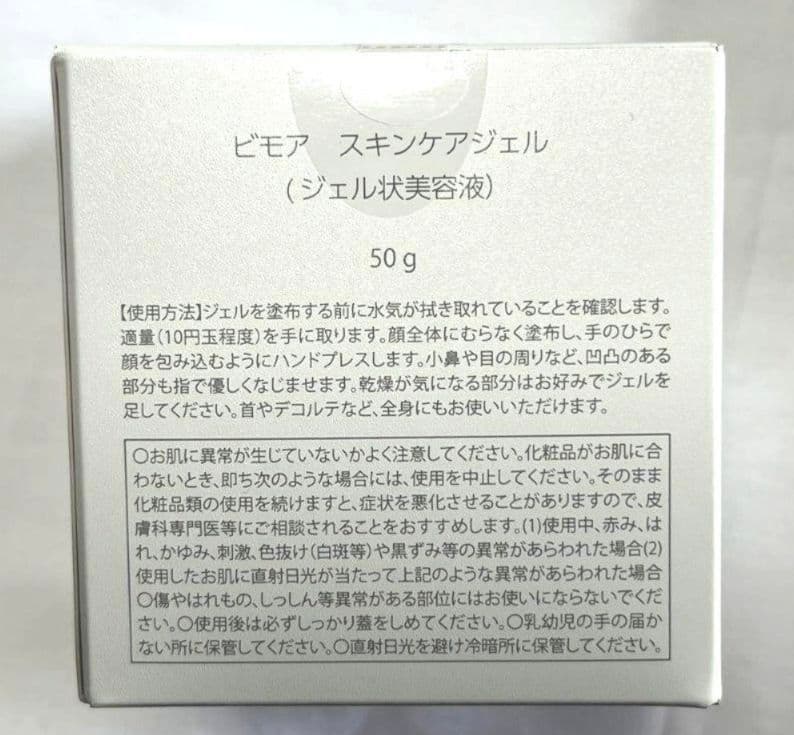 ビモア　スキンケアジェル
(ジェル状美容液)
50 g
【使用方法】ジェルを塗布する前に水気が拭き取れていることを確認します。
適量(10円玉程度)を手に取ります。顔全体にむらなく塗布し、手のひらで
顔を包み込むようにハンドプレスします。小鼻や目の周りなど、凹凸のある
部分も指で優しくなじませます。乾燥が気になる部分はお好みでジェルを
足してください。首やデコルテなど、全身にもお使いいただけます。
○お肌に異常が生じていないかよく注意してください。化粧品がお肌に合
わないとき、即ち次のような場合には、使用を中止してください。そのまま
化粧品類の使用を続けますと、症状を悪化させることがありますので、皮
膚科専門医等にご相談されることをおすすめします。(1)使用中、赤み、は
れ、かゆみ、刺激、色抜け(白斑等)や黒ずみ等の異常があらわれた場合(2)
使用したお肌に直射日光が当たって上記のような異常があらわれた場合
○傷やはれもの、しっしん等異常がある部位にはお使いにならないでくだ
さい。○使用後は必ずしっかり蓋をしめてください。○乳幼児の手の届か
ない所に保管してください。○直射日光を避け冷暗所に保管してください。